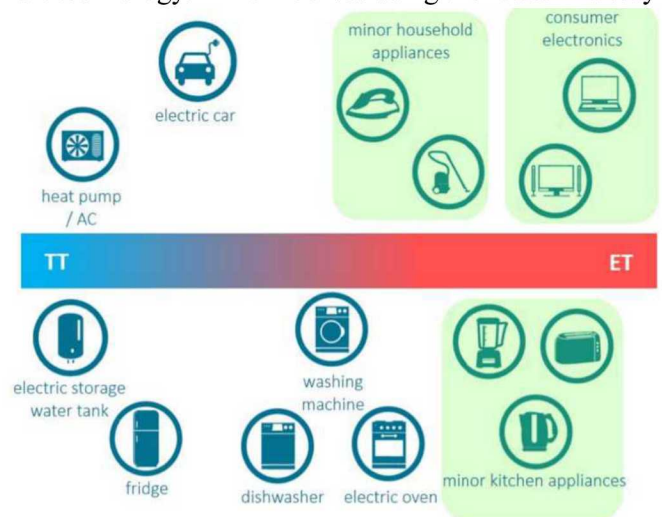 minor household
appliances
consumer
electronics
electric car
heat pump
/ AC
TT
ET
electric storage
water tank
washing
machine
fridge
dishwasher
electric oven
minor kitchen appliances